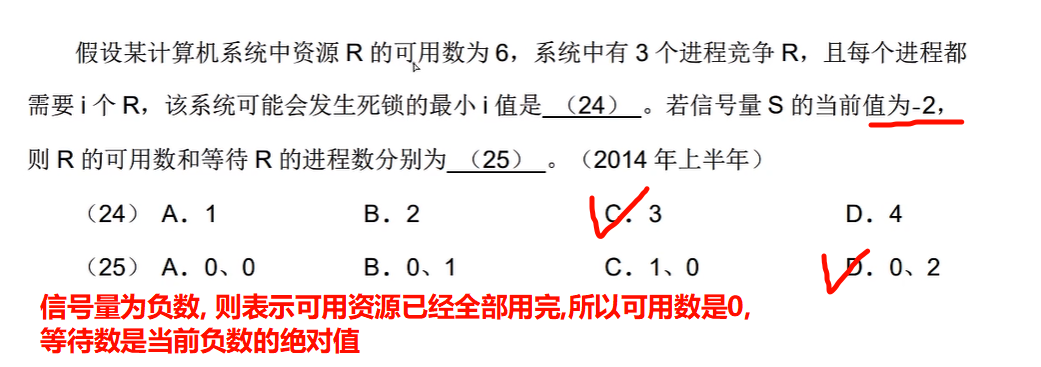 假设某计算机系统中资源 R 的可用数为 6，系统中有 3 个进程竞争 R，且每个进程都
需要 i 个 R，该系统可能会发生死锁的最小 i 值是 （24） 。若信号量 S 的当前值为-2，
则 R 的可用数和等待 R 的进程数分别为 （25） 。（2014 年上半年）
（24） A．1 B．2 C．3 D．4
（25） A．0、0 B．0、1 C．1、0 D．0、2
信号量为负数, 则表示可用资源已经全部用完,所以可用数是0,
等待数是当前负数的绝对值